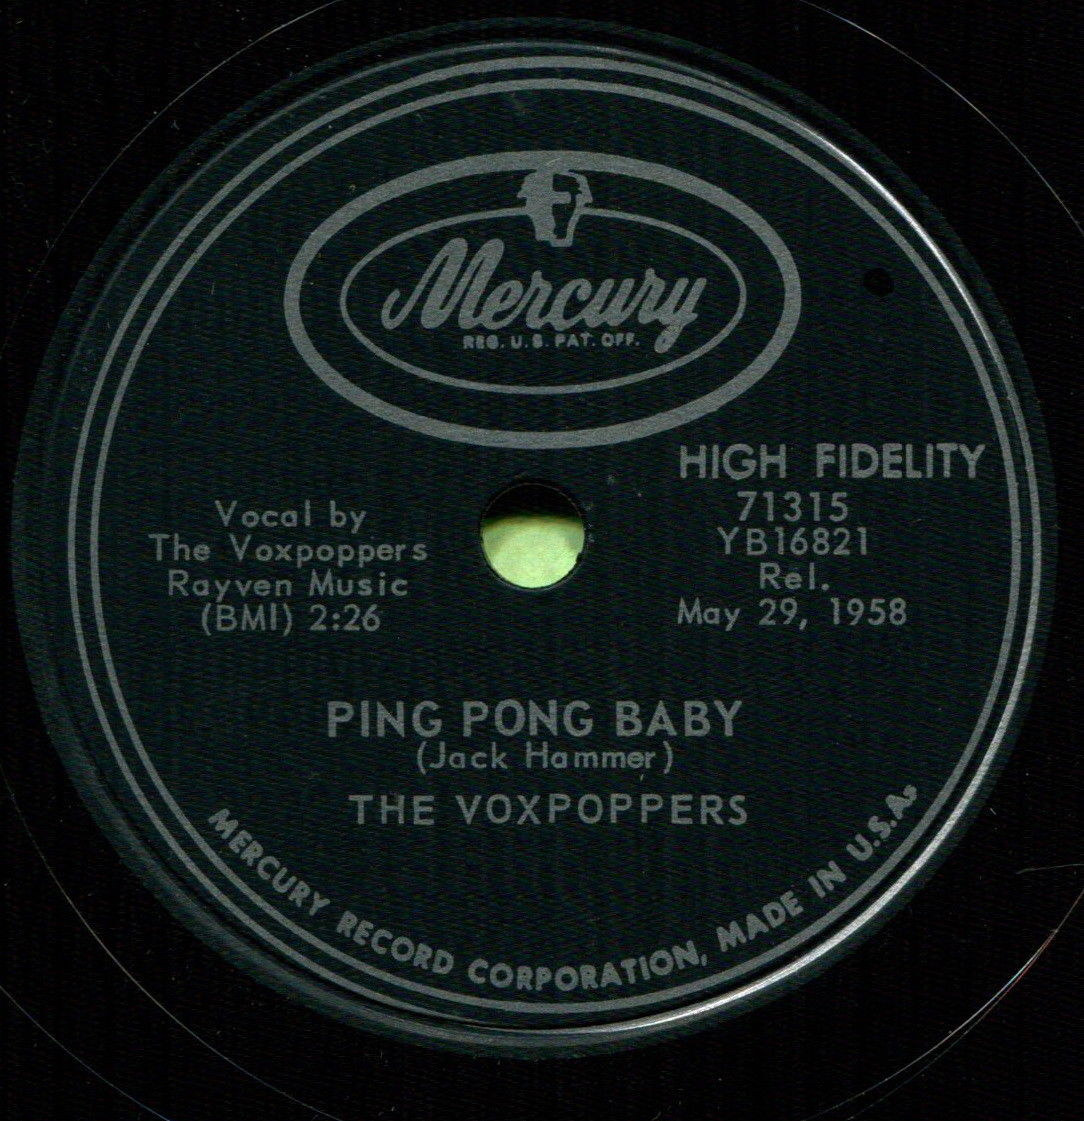 Mercury
REG. U.S. PAT. OFF.
HIGH FIDELITY
71315
YB16821
Rel.
May 29, 1958
Vocal by
The Voxpoppers
Rayven Music
(BMI) 2:26
PING PONG BABY
(Jack Hammer)
THE VOXPOPPERS
MERCURY RECORD CORPORATION, MADE IN U.S.A.